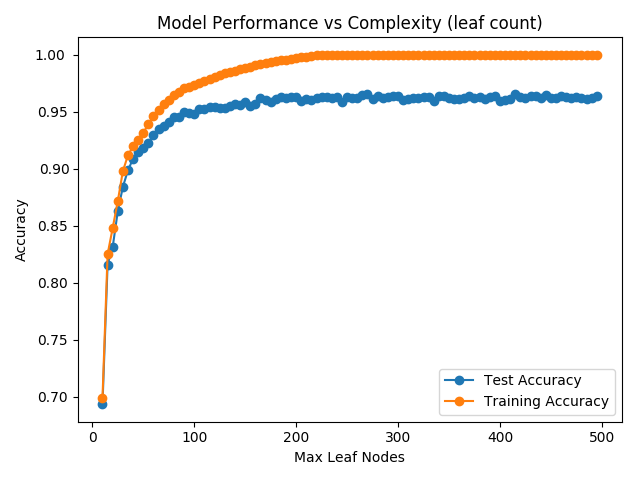 Model Performance vs Complexity (leaf count)
1.00
0.95
0.90
0.85
0.80
0.75
0.70
Accuracy
0
100
200
300
400
500
Max Leaf Nodes
Test Accuracy
Training Accuracy